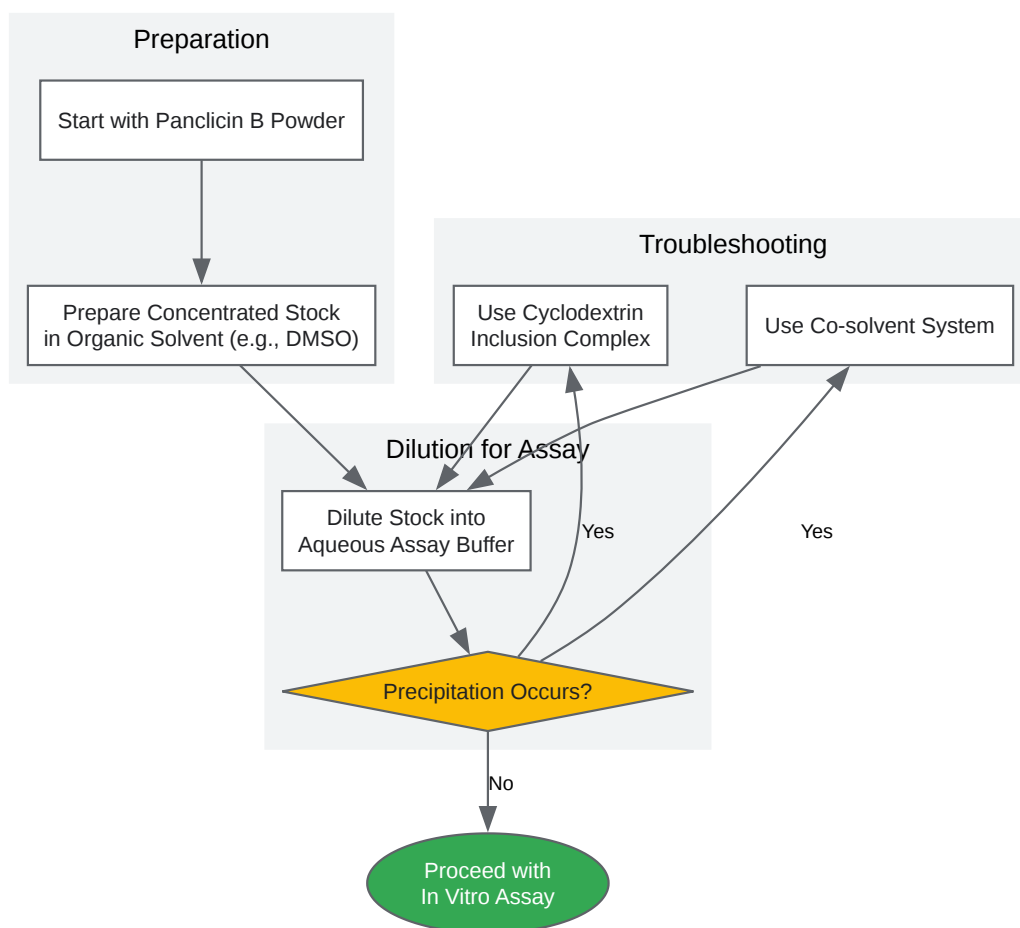 Preparation
Start with Panclicin B Powder
Prepare Concentrated Stock
in Organic Solvent (e.g., DMSO)
Troubleshooting
Use Cyclodextrin
Inclusion Complex
Use Co-solvent System
Dilution for Assay
Dilute Stock into
Aqueous Assay Buffer
Yes
Yes
Precipitation Occurs?
No
Proceed with
In Vitro Assay